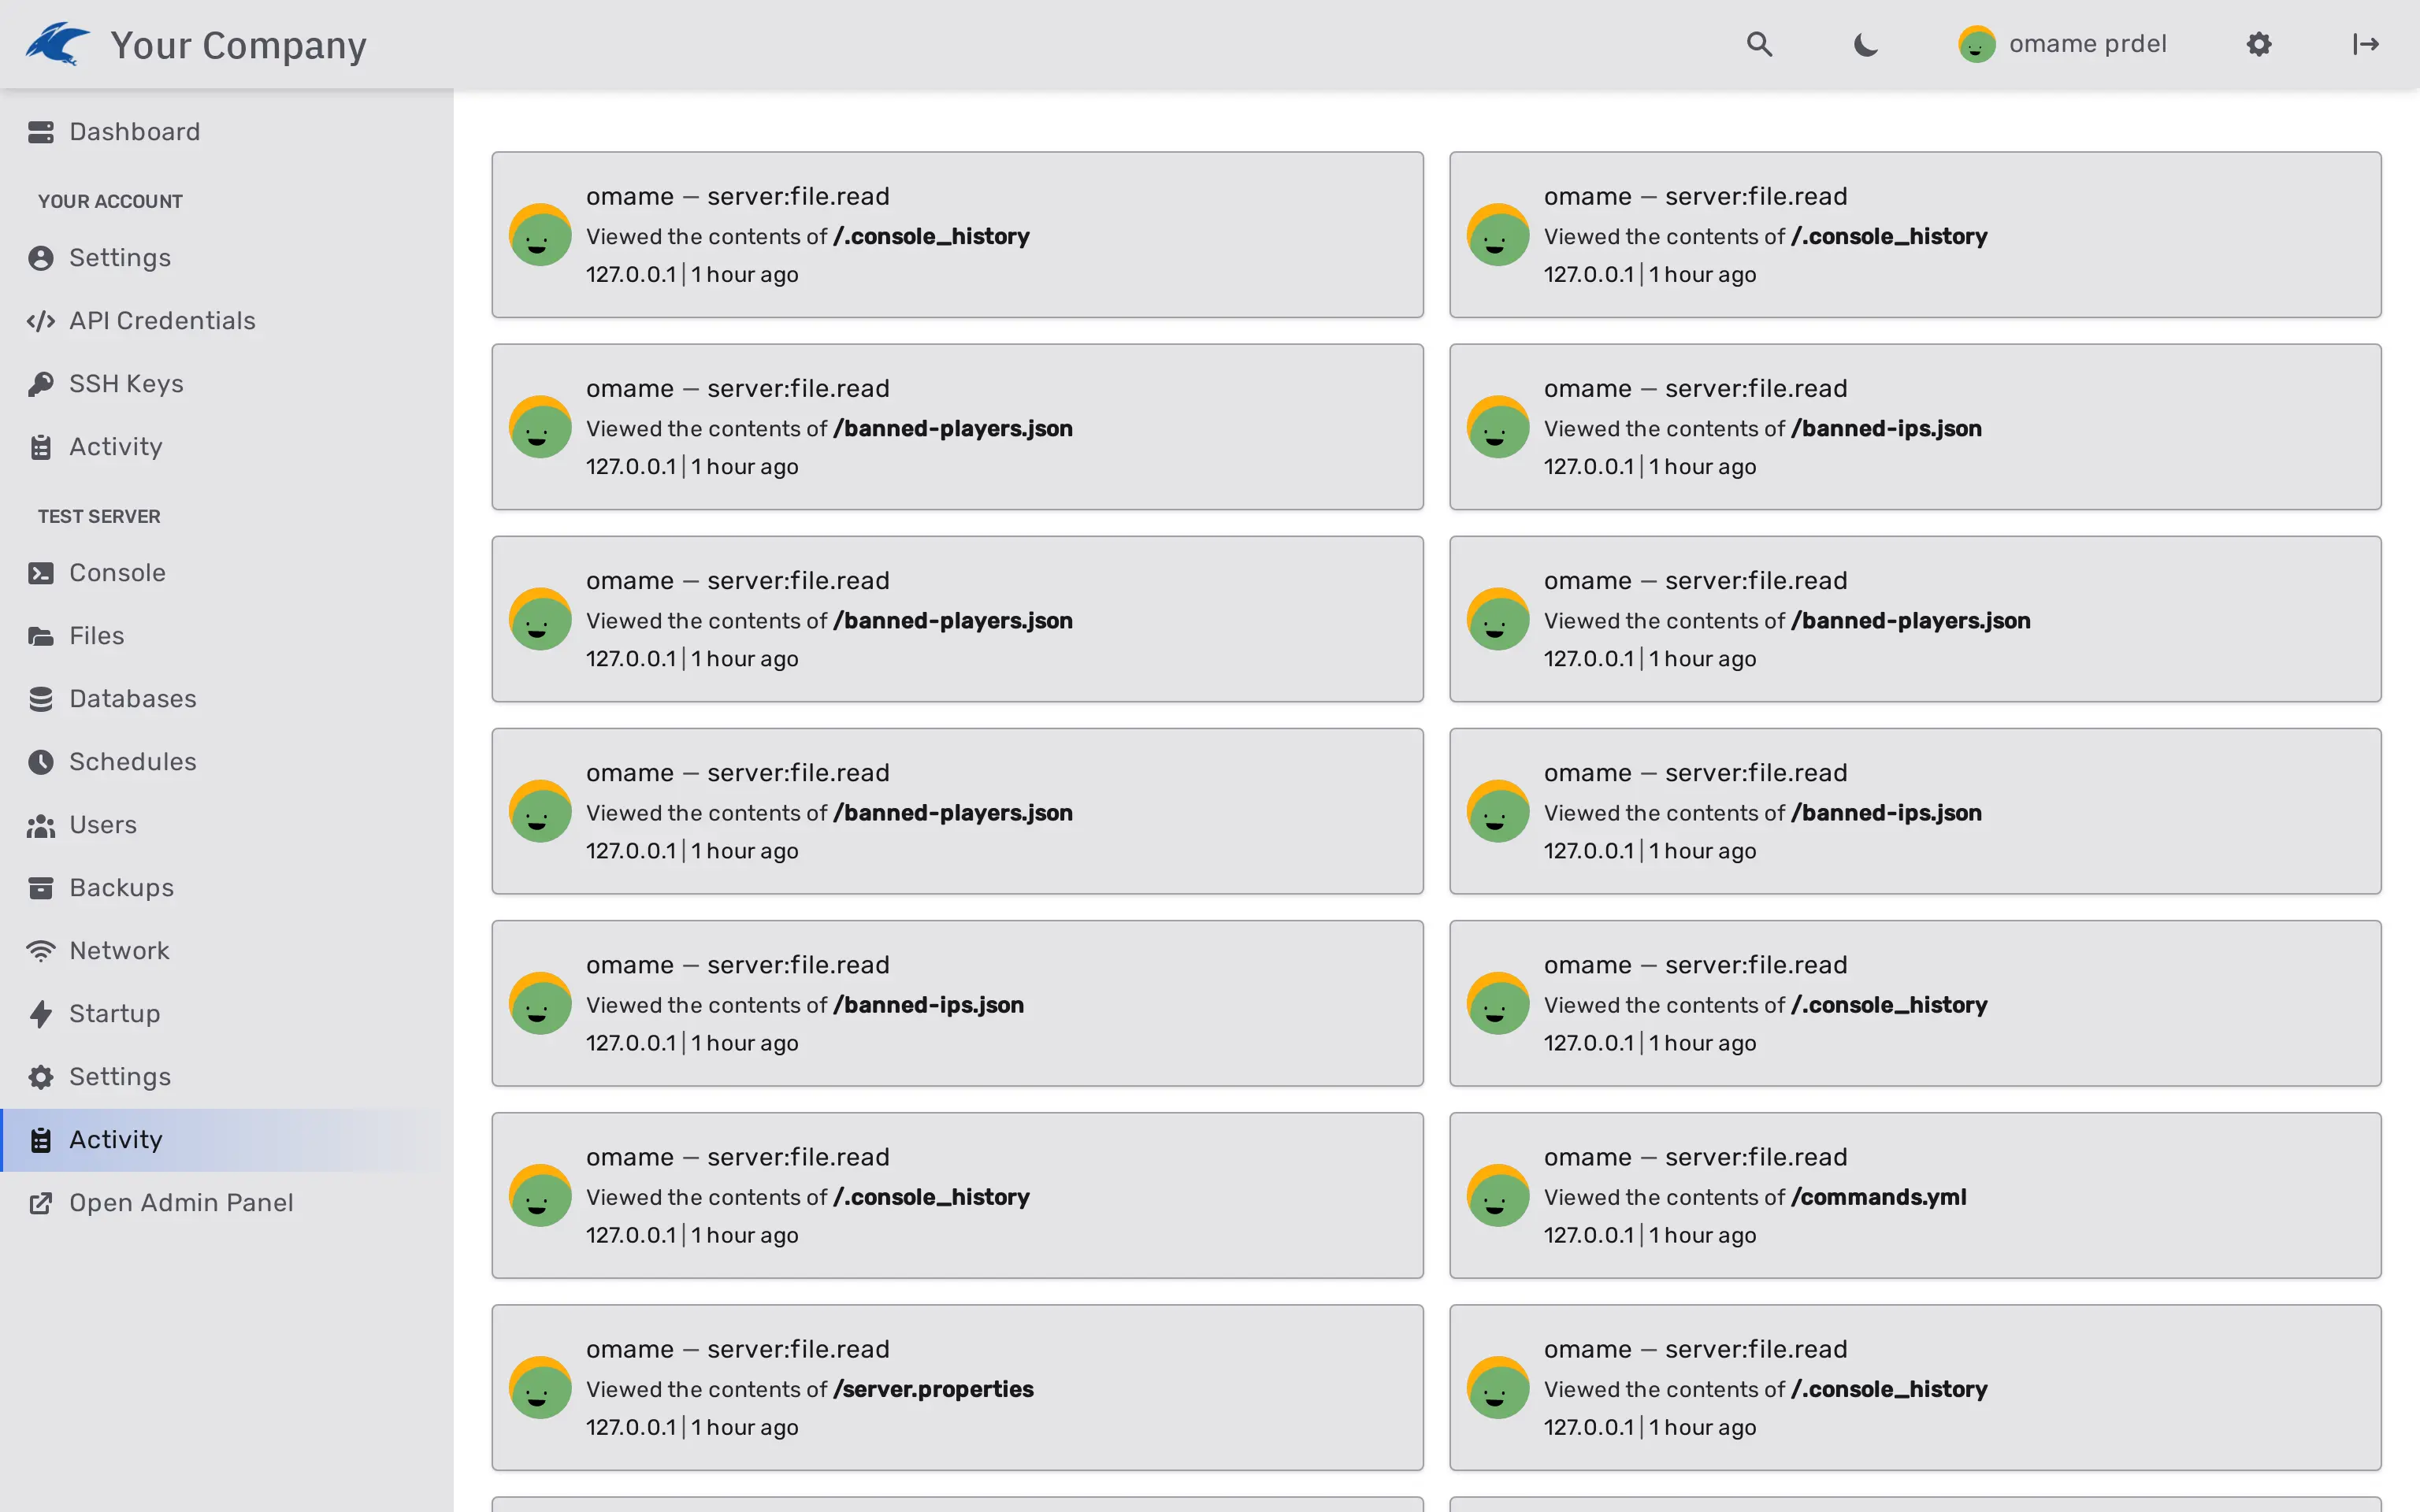 Your Company
omame prdel
Dashboard
YOUR ACCOUNT
Settings
API Credentials
SSH Keys
Activity
TEST SERVER
Console
Files
Databases
Schedules
Users
Backups
Network
Startup
Settings
Activity
Open Admin Panel
omame — server:file.read
Viewed the contents of /.console_history
127.0.0.1 | 1 hour ago
omame — server:file.read
Viewed the contents of /.console_history
127.0.0.1 | 1 hour ago
omame — server:file.read
Viewed the contents of /banned-players.json
127.0.0.1 | 1 hour ago
omame — server:file.read
Viewed the contents of /banned-ips.json
127.0.0.1 | 1 hour ago
omame — server:file.read
Viewed the contents of /banned-players.json
127.0.0.1 | 1 hour ago
omame — server:file.read
Viewed the contents of /banned-players.json
127.0.0.1 | 1 hour ago
omame — server:file.read
Viewed the contents of /banned-players.json
127.0.0.1 | 1 hour ago
omame — server:file.read
Viewed the contents of /banned-ips.json
127.0.0.1 | 1 hour ago
omame — server:file.read
Viewed the contents of /banned-ips.json
127.0.0.1 | 1 hour ago
omame — server:file.read
Viewed the contents of /.console_history
127.0.0.1 | 1 hour ago
omame — server:file.read
Viewed the contents of /.console_history
127.0.0.1 | 1 hour ago
omame — server:file.read
Viewed the contents of /commands.yml
127.0.0.1 | 1 hour ago
omame — server:file.read
Viewed the contents of /server.properties
127.0.0.1 | 1 hour ago
omame — server:file.read
Viewed the contents of /.console_history
127.0.0.1 | 1 hour ago